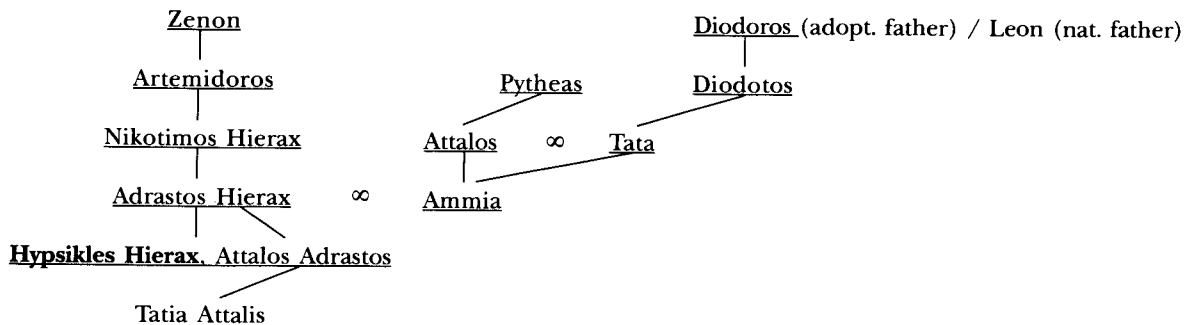 Zenon Diodoros (adopt. father) / Leon (nat. father)
Artemidoros Pytheas Diodotos
Nikotimos Hierax Attalos ∞ Tata
Adrastos Hierax ∞ Ammia
Hypsikles Hierax, Attalos Adrastos
Tatia Attalis